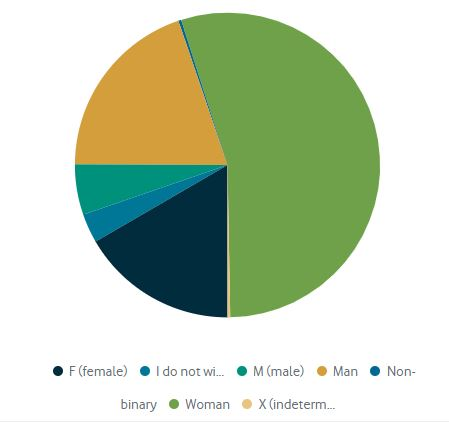 F (female) I do not wi... M (male) Man Non-
binary Woman X (indeterm...